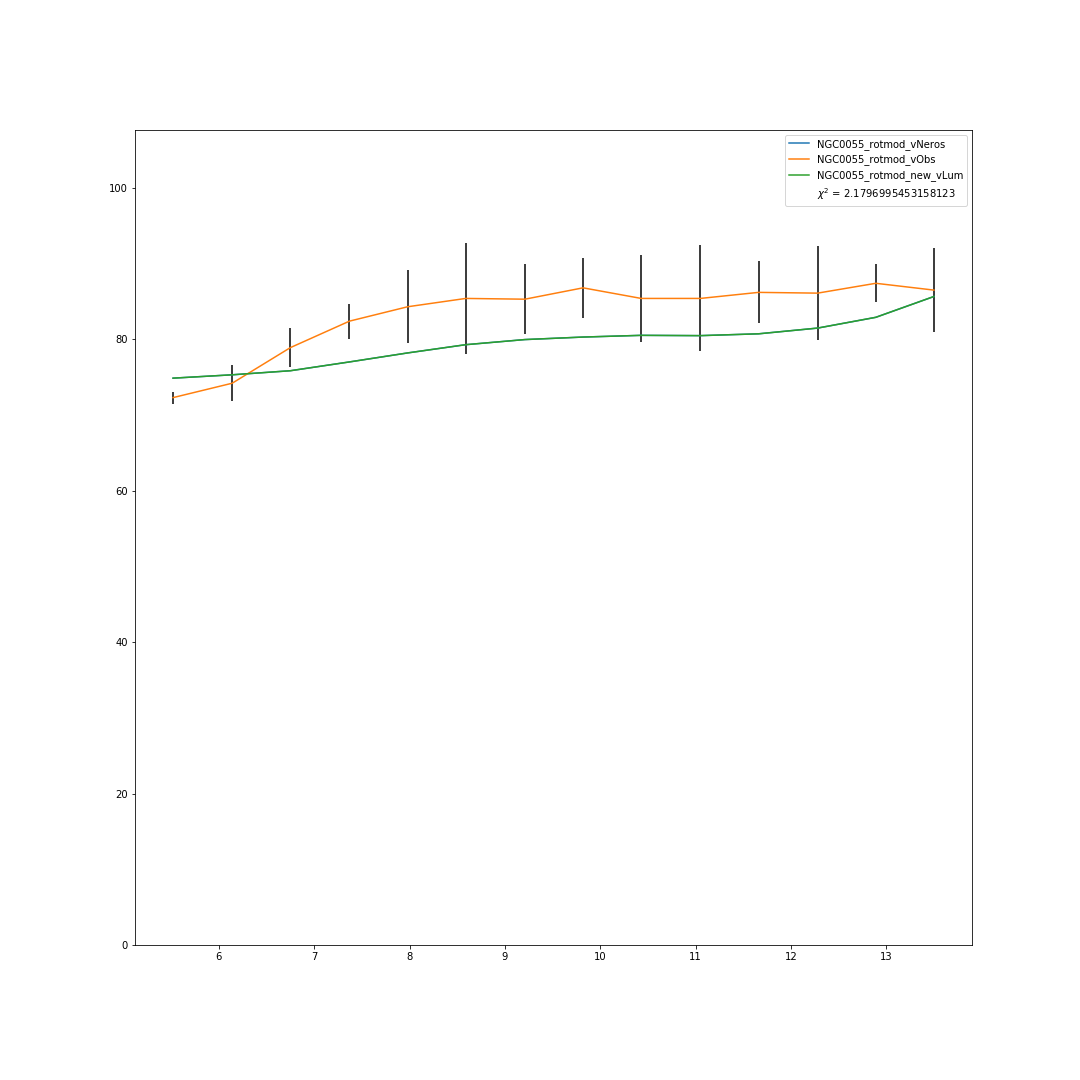 NGC0055_rotmod_vNeros
NGC0055_rotmod_vObs
NGC0055_rotmod_new_vLum
χ² = 2.1796995453158123
100
80
60
40
20
0
6 7 8 9 10 11 12 13